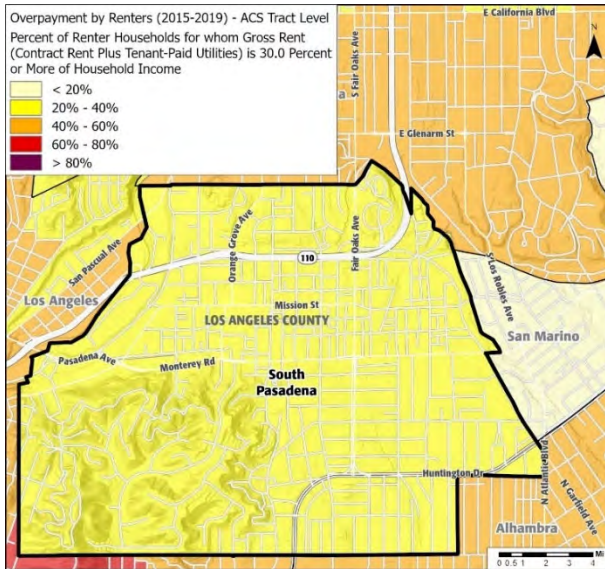 Overpayment by Renters (2015-2019) - ACS Tract Level
Percent of Renter Households for whom Gross Rent
(Contract Rent Plus Tenant-Paid Utilities) is 30.0 Percent
or More of Household Income
< 20%
20% - 40%
40% - 60%
60% - 80%
> 80%
E California Blvd
N
S Fair Oaks Ave
a
E Glenarm St
Orange Grove Ave
Fair Oaks Ave
110
San Pascual Ave
S Los Robles Ave
Los Angeles
Mission St
LOS ANGELES COUNTY
San Marino
Pasadena Ave
Monterey Rd
South
Pasadena
Huntington Dr
N Atlantic Blvd
N Garfield Ave
Alhambra
0 0.5 1 2 3 4
Mi